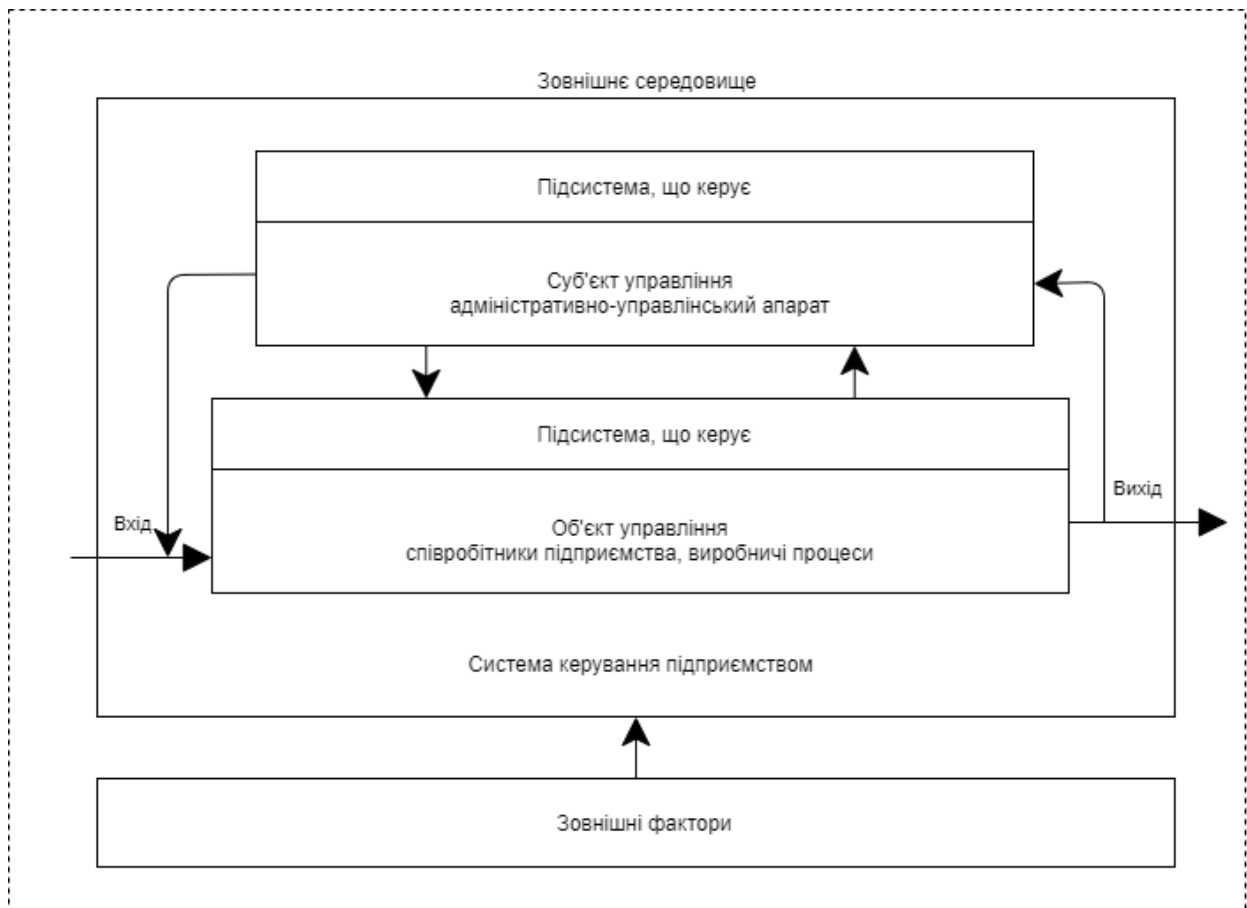 Зовнішнє середовище
Підсистема, що керує
Суб'єкт управління
адміністративно-управлінський апарат
Підсистема, що керує
Вхід
Вихід
Об'єкт управління
співробітники підприємства, виробничі процеси
Система керування підприємством
Зовнішні фактори